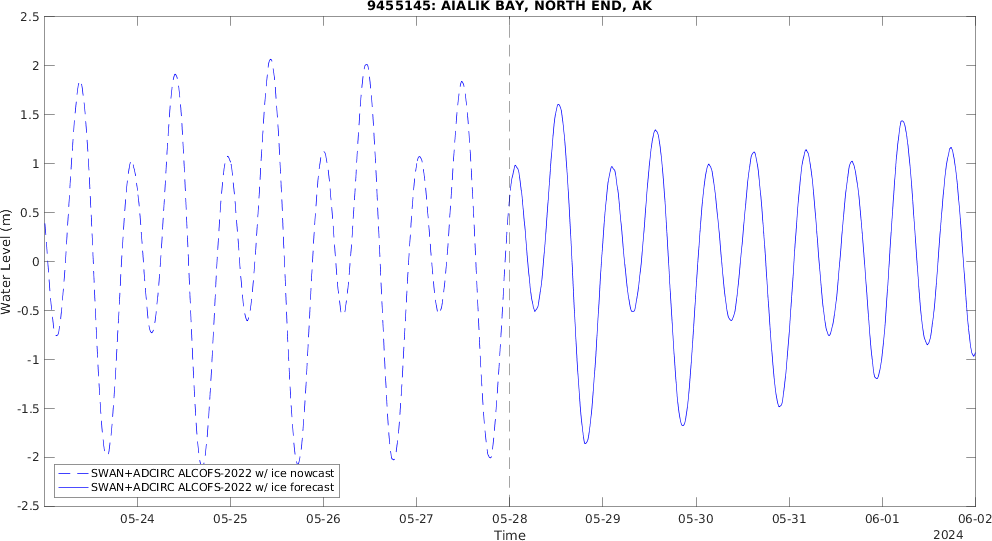 9455145: AIALIK BAY, NORTH END, AK
2.5
2
1.5
1
0.5
0
-0.5
-1
-1.5
-2
-2.5
Water Level (m)
SWAN+ADCIRC ALCOFS-2022 w/ ice nowcast
SWAN+ADCIRC ALCOFS-2022 w/ ice forecast
05-24 05-25 05-26 05-27 05-28 05-29 05-30 05-31 06-01 06-02
Time
2024